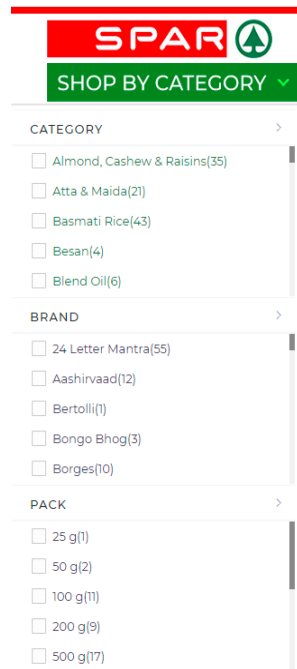 SPAR
SHOP BY CATEGORY
CATEGORY
Almond, Cashew & Raisins(35)
Atta & Maida(21)
Basmati Rice(43)
Besan(4)
Blend Oil(6)
BRAND
24 Letter Mantra(55)
Aashirvaad(12)
Bertolli(1)
Bongo Bhog(3)
Borges(10)
PACK
25 g(1)
50 g(2)
100 g(11)
200 g(9)
500 g(17)